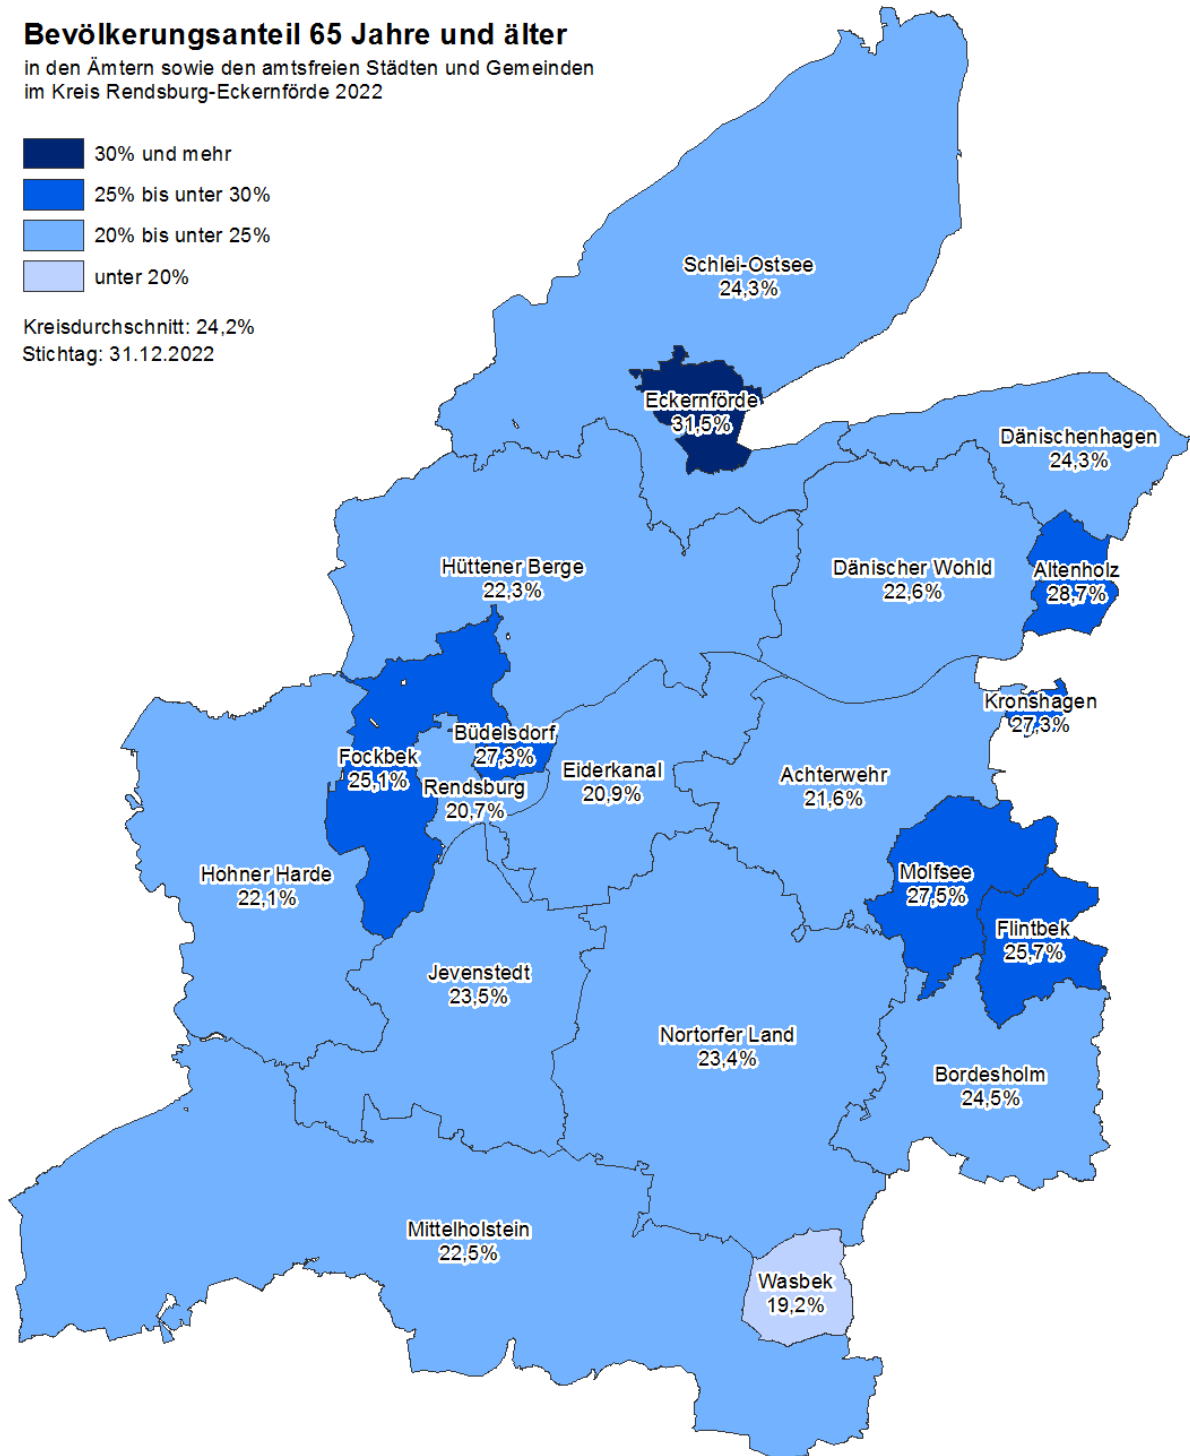 Bevölkerungsanteil 65 Jahre und älter
in den Ämtern sowie den amtsfreien Städten und Gemeinden
im Kreis Rendsburg-Eckernförde 2022
30% und mehr
25% bis unter 30%
20% bis unter 25%
unter 20%
Kreisdurchschnitt: 24,2%
Stichtag: 31.12.2022
Schlei-Ostsee
24,3%
Eckernförde
31,5%
Dänischenhagen
24,3%
Hüttener Berge
22,3%
Dänischer Wohld
22,6%
Altenholz
28,7%
Kronshagen
27,3%
Büdelsdorf
27,3%
Fockbek
25,1%
Rendsburg
20,7%
Eiderkanal
20,9%
Achterwehr
21,6%
Hohner Harde
22,1%
Molfsee
27,5%
Flintbek
25,7%
Jevenstedt
23,5%
Nortorfer Land
23,4%
Bordesholm
24,5%
Mittelholstein
22,5%
Wasbek
19,2%